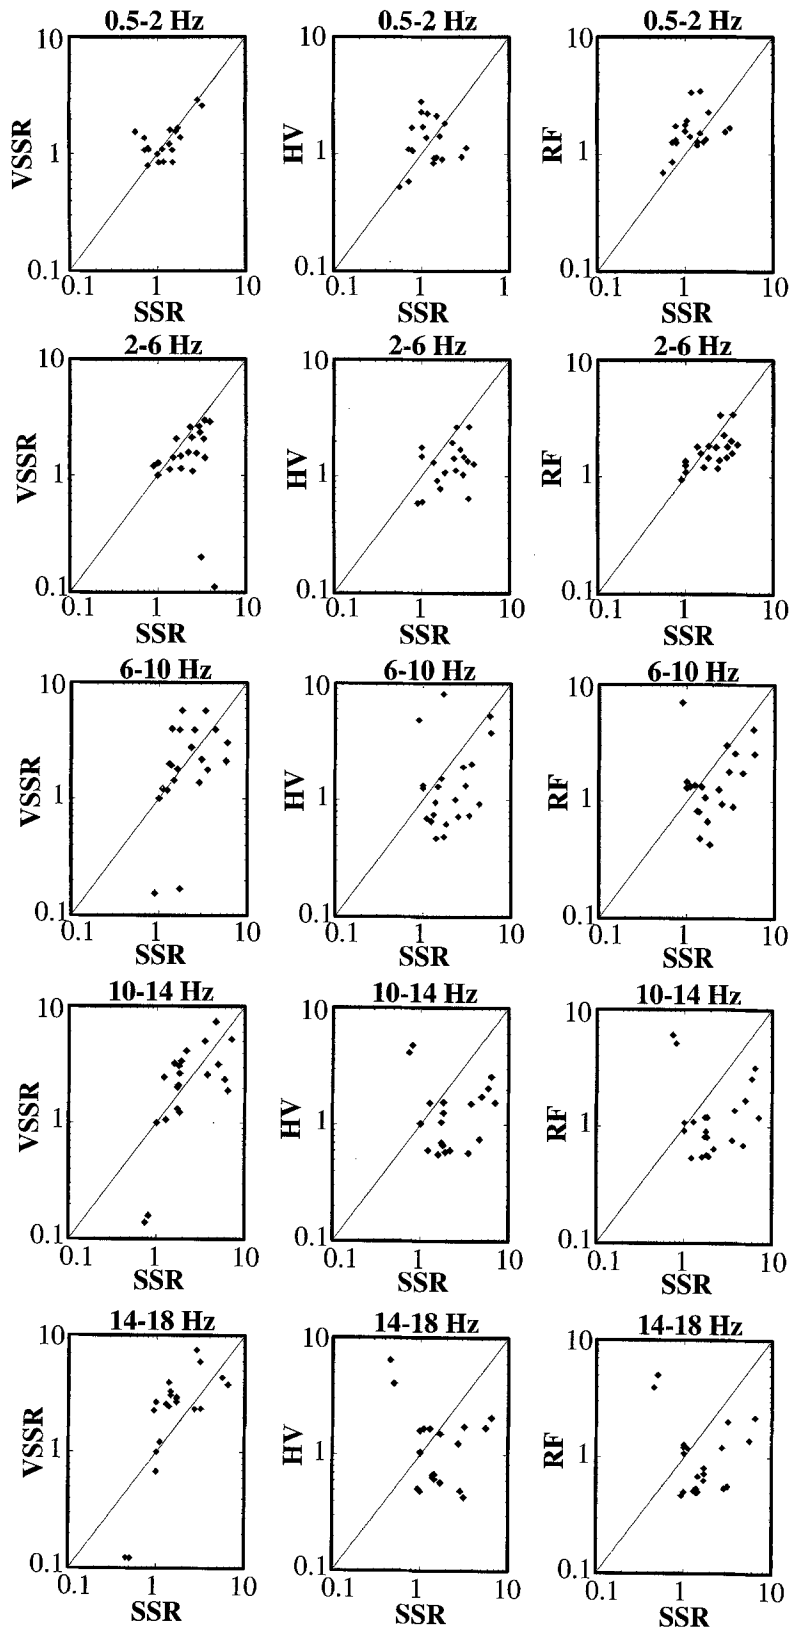 0.5-2 Hz 0.5-2 Hz 0.5-2 Hz
10 10 10
VSSR HV RF
1 1 1
0.1 0.1 0.1
0.1 1 10 0.1 1 1 0.1 1 10
SSR SSR SSR
2-6 Hz 2-6 Hz 2-6 Hz
10 10 10
VSSR HV RF
1 1 1
0.1 0.1 0.1
0.1 1 10 0.1 1 10 0.1 1 10
SSR SSR SSR
6-10 Hz 6-10 Hz 6-10 Hz
10 10 10
VSSR HV RF
1 1 1
0.1 0.1 0.1
0.1 1 10 0.1 1 10 0.1 1 10
SSR SSR SSR
10-14 Hz 10-14 Hz 10-14 Hz
10 10 10
VSSR HV RF
1 1 1
0.1 0.1 0.1
0.1 1 10 0.1 1 10 0.1 1 10
SSR SSR SSR
14-18 Hz 14-18 Hz 14-18 Hz
10 10 10
VSSR HV RF
1 1 1
0.1 0.1 0.1
0.1 1 10 0.1 1 10 0.1 1 10
SSR SSR SSR